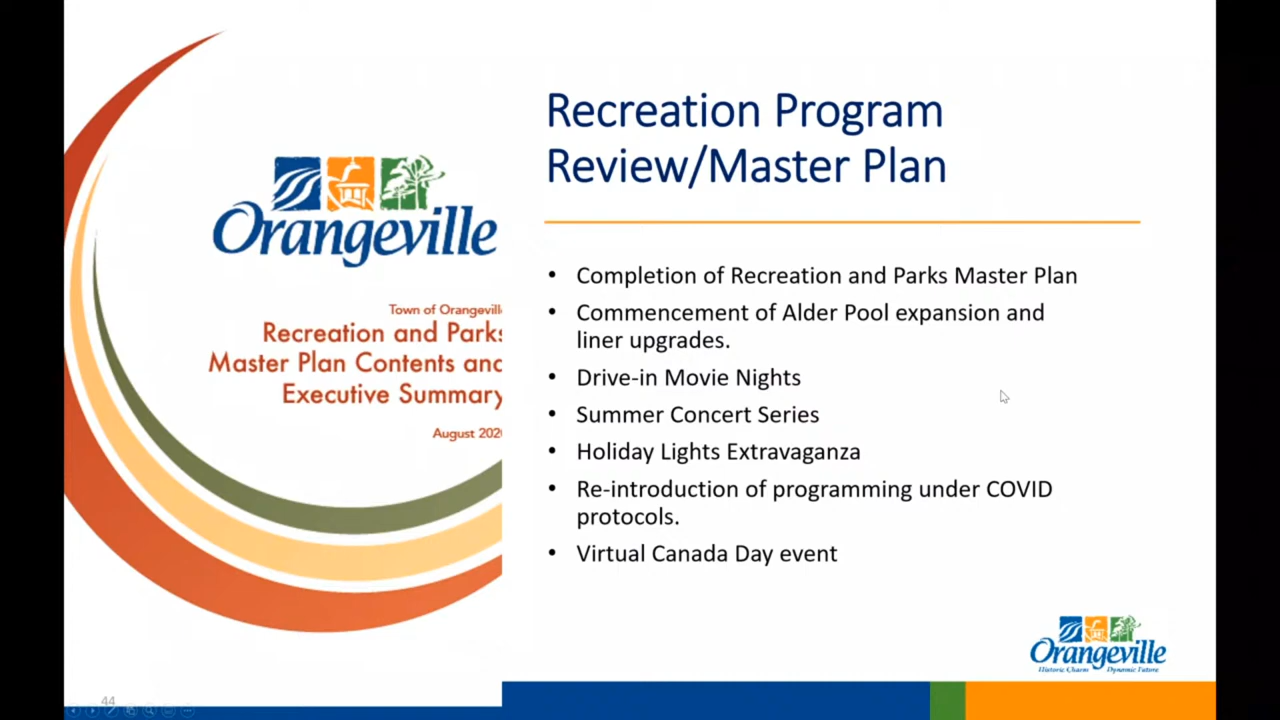 Orangeville
Town of Orangevill
Recreation and Parks
Master Plan Contents and
Executive Summary
August 202
Recreation Program
Review/Master Plan
• Completion of Recreation and Parks Master Plan
• Commencement of Alder Pool expansion and
liner upgrades.
• Drive-in Movie Nights
• Summer Concert Series
• Holiday Lights Extravaganza
• Re-introduction of programming under COVID
protocols.
• Virtual Canada Day event
Orangeville
Historic Charm Dynamic Future
44